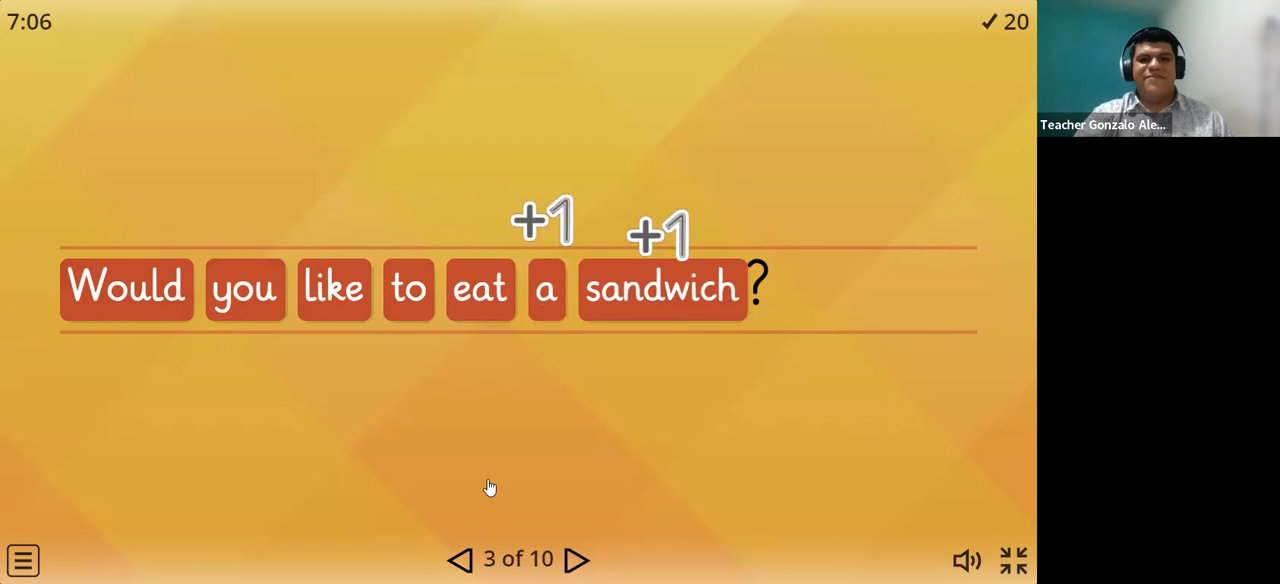 7:06
✓ 20
Teacher Gonzalo Ale...
+1 +1
Would you like to eat a sandwich?
3 of 10